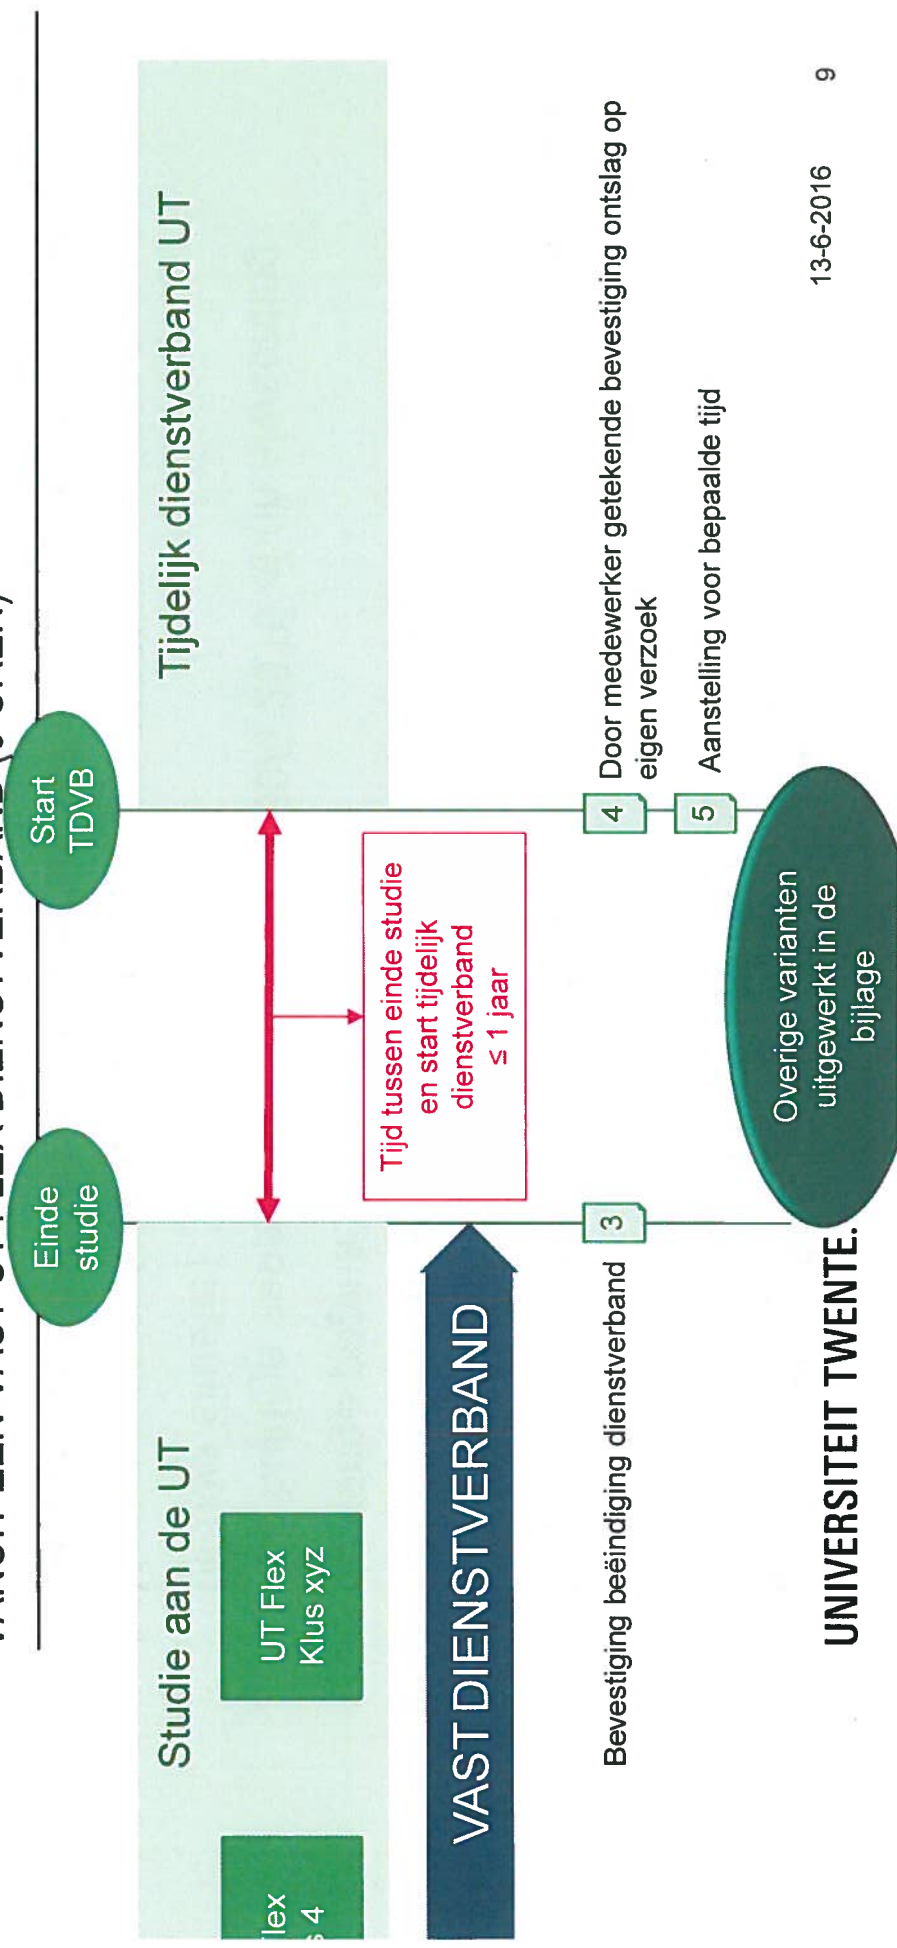 Einde
studie
Start
TDVB
Studie aan de UT
Tijdelijk dienstverband UT
UT Flex
Klus xyz
VAST DIENSTVERBAND
Tijd tussen einde studie
en start tijdelijk
dienstverband
≤ 1 jaar
Bevestiging beëindiging dienstverband
3
4
Door medewerker getekende bevestiging ontslag op
eigen verzoek
5
Aanstelling voor bepaalde tijd
Overige varianten
uitgewerkt in de
bijlage
UNIVERSITEIT TWENTE.
13-6-2016
9